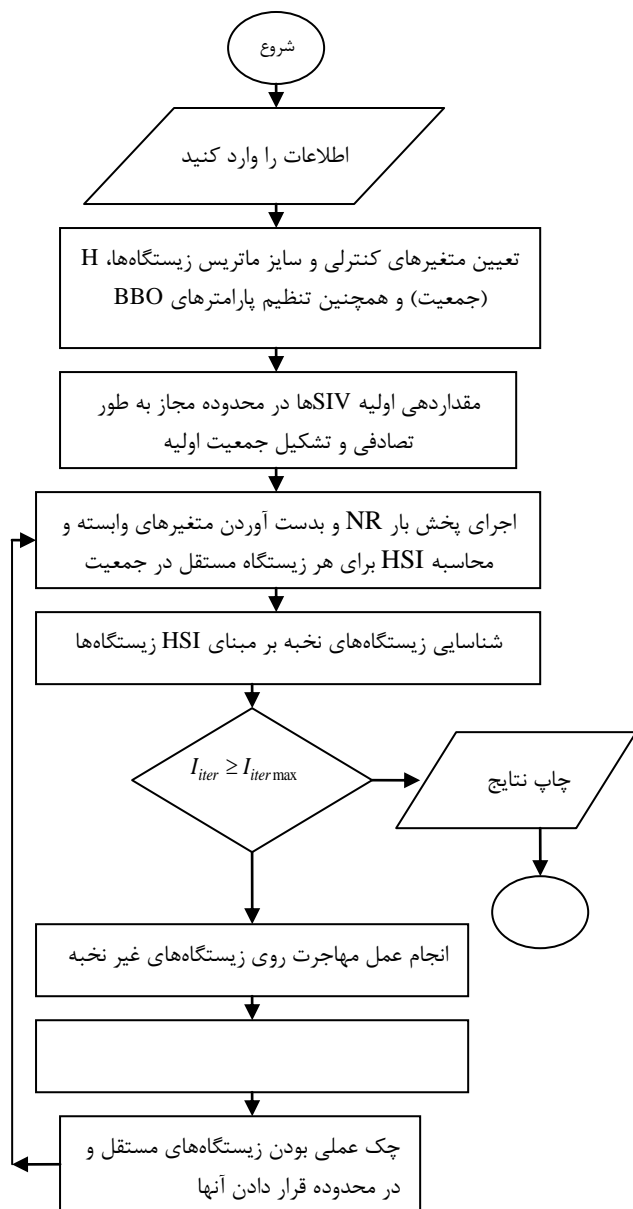 شروع
اطلاعات را وارد کنید
تعیین متغیرهای کنترلی و سایز ماتریس زیستگاه‌ها، H
(جمعیت) و همچنین تنظیم پارامترهای BBO
مقداردهی اولیه SIVها در محدوده مجاز به طور
تصادفی و تشکیل جمعیت اولیه
اجرای پخش بار NR و بدست آوردن متغیرهای وابسته و
محاسبه HSI برای هر زیستگاه مستقل در جمعیت
شناسایی زیستگاه‌های نخبه بر مبنای HSI زیستگاه‌ها
I_iter ≥ I_iter max
چاپ نتایج
انجام عمل مهاجرت روی زیستگاه‌های غیر نخبه
چک عملی بودن زیستگاه‌های مستقل و
در محدوده قرار دادن آنها